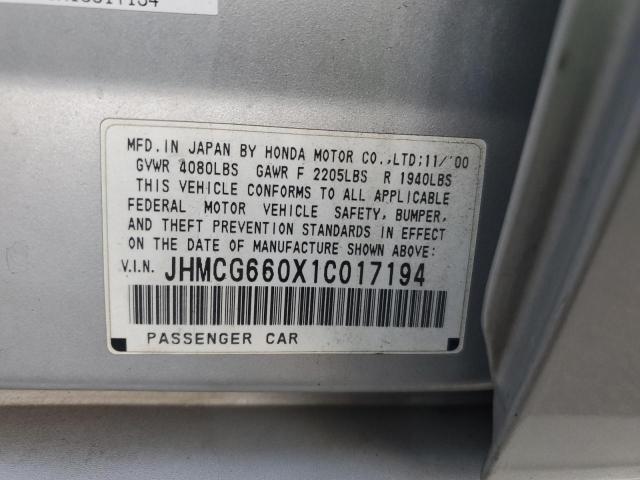 MFD.IN JAPAN BY HONDA MOTOR CO.,LTD;11/'00
GVWR 4080LBS GAWR F 2205LBS R 1940LBS
THIS VEHICLE CONFORMS TO ALL APPLICABLE
FEDERAL MOTOR VEHICLE SAFETY, BUMPER,
AND THEFT PREVENTION STANDARDS IN EFFECT
ON THE DATE OF MANUFACTURE SHOWN ABOVE:
V.I.N. JHMCG660X1C017194
PASSENGER CAR